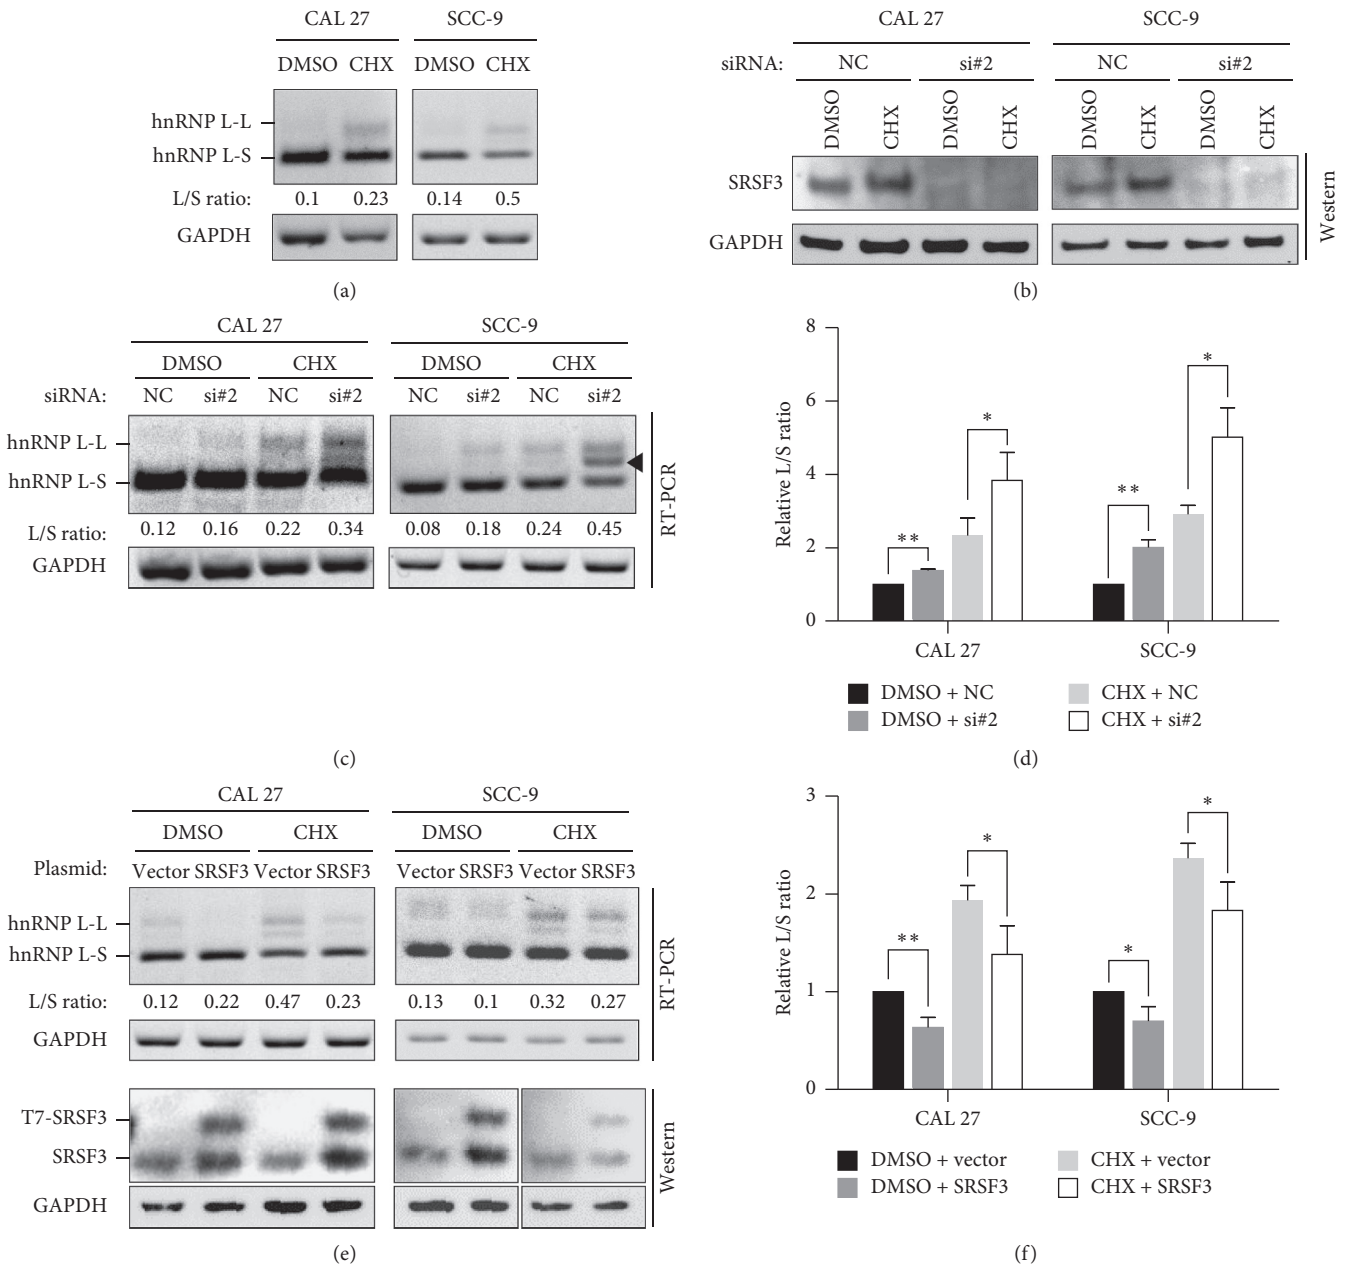 CAL 27 SCC-9
DMSO CHX DMSO CHX
hnRNP L-L
hnRNP L-S
L/S ratio: 0.1 0.23 0.14 0.5
GAPDH
(a)
CAL 27 SCC-9
siRNA: NC si#2 NC si#2
DMSO CHX DMSO CHX DMSO CHX DMSO CHX
SRSF3
GAPDH
Western
(b)
CAL 27 SCC-9
DMSO CHX DMSO CHX
siRNA: NC si#2 NC si#2 NC si#2 NC si#2
hnRNP L-L
hnRNP L-S
L/S ratio: 0.12 0.16 0.22 0.34 0.08 0.18 0.24 0.45
GAPDH
RT-PCR
(c)
8
6
4
2
0
Relative L/S ratio
** * ** *
CAL 27 SCC-9
DMSO + NC CHX + NC
DMSO + si#2 CHX + si#2
(d)
CAL 27 SCC-9
DMSO CHX DMSO CHX
Plasmid: Vector SRSF3 Vector SRSF3 Vector SRSF3 Vector SRSF3
hnRNP L-L
hnRNP L-S
L/S ratio: 0.12 0.22 0.47 0.23 0.13 0.1 0.32 0.27
GAPDH
RT-PCR
T7-SRSF3
SRSF3
GAPDH
Western
(e)
3
2
1
0
Relative L/S ratio
** * * *
CAL 27 SCC-9
DMSO + vector CHX + vector
DMSO + SRSF3 CHX + SRSF3
(f)